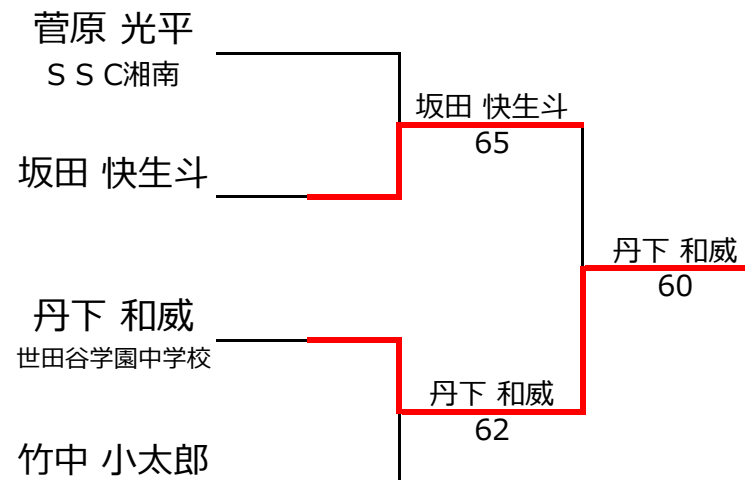 菅原 光平
ＳＳＣ湘南
坂田 快生斗
65
坂田 快生斗
丹下 和威
60
丹下 和威
世田谷学園中学校
丹下 和威
62
竹中 小太郎